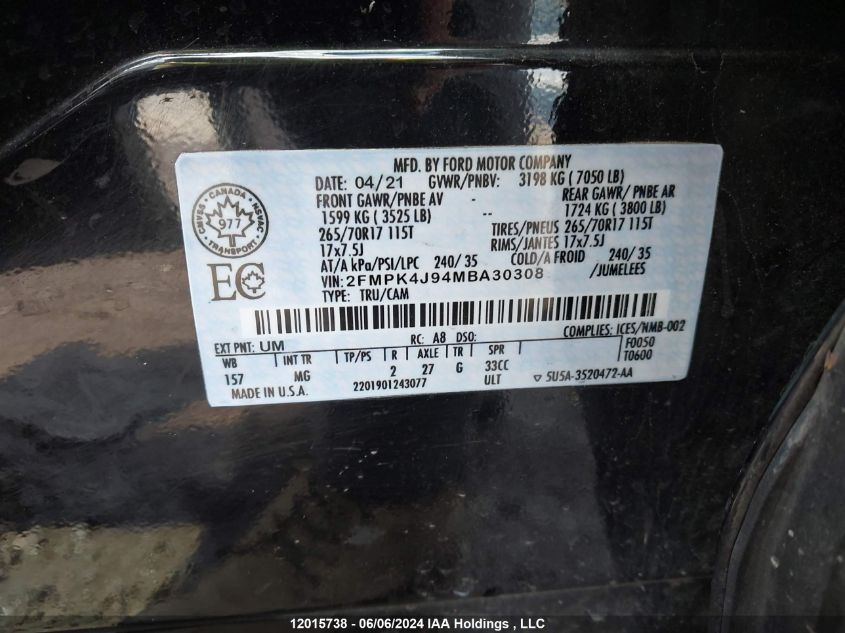 MFD. BY FORD MOTOR COMPANY
DATE: 04/21 GVWR/PNBV: 3198 KG ( 7050 LB)
FRONT GAWR/PNBE AV - REAR GAWR/ PNBE AR
1599 KG ( 3525 LB) -- 1724 KG ( 3800 LB)
265/70R17 115T TIRES/PNEUS 265/70R17 115T
17x7.5J RIMS/JANTES 17x7.5J
AT/A kPa/PSI/LPC 240/ 35 COLD/A FROID 240/ 35
VIN: 2FMPK4J94MBA30308 /JUMELEES
TYPE: TRU/CAM
CANADA
CMVSS NSVAC
977
TRANSPORT
EC
COMPLIES: ICES/NMB-002
EXT PNT: UM RC: A8 DSO: F0050
WB INT TR TP/PS R AXLE TR SPR T0600
157 MG 2 27 G 33CC
MADE IN U.S.A. 2201901243077 ULT ▽ 5U5A-3520472-AA
12015738 - 06/06/2024 IAA Holdings , LLC